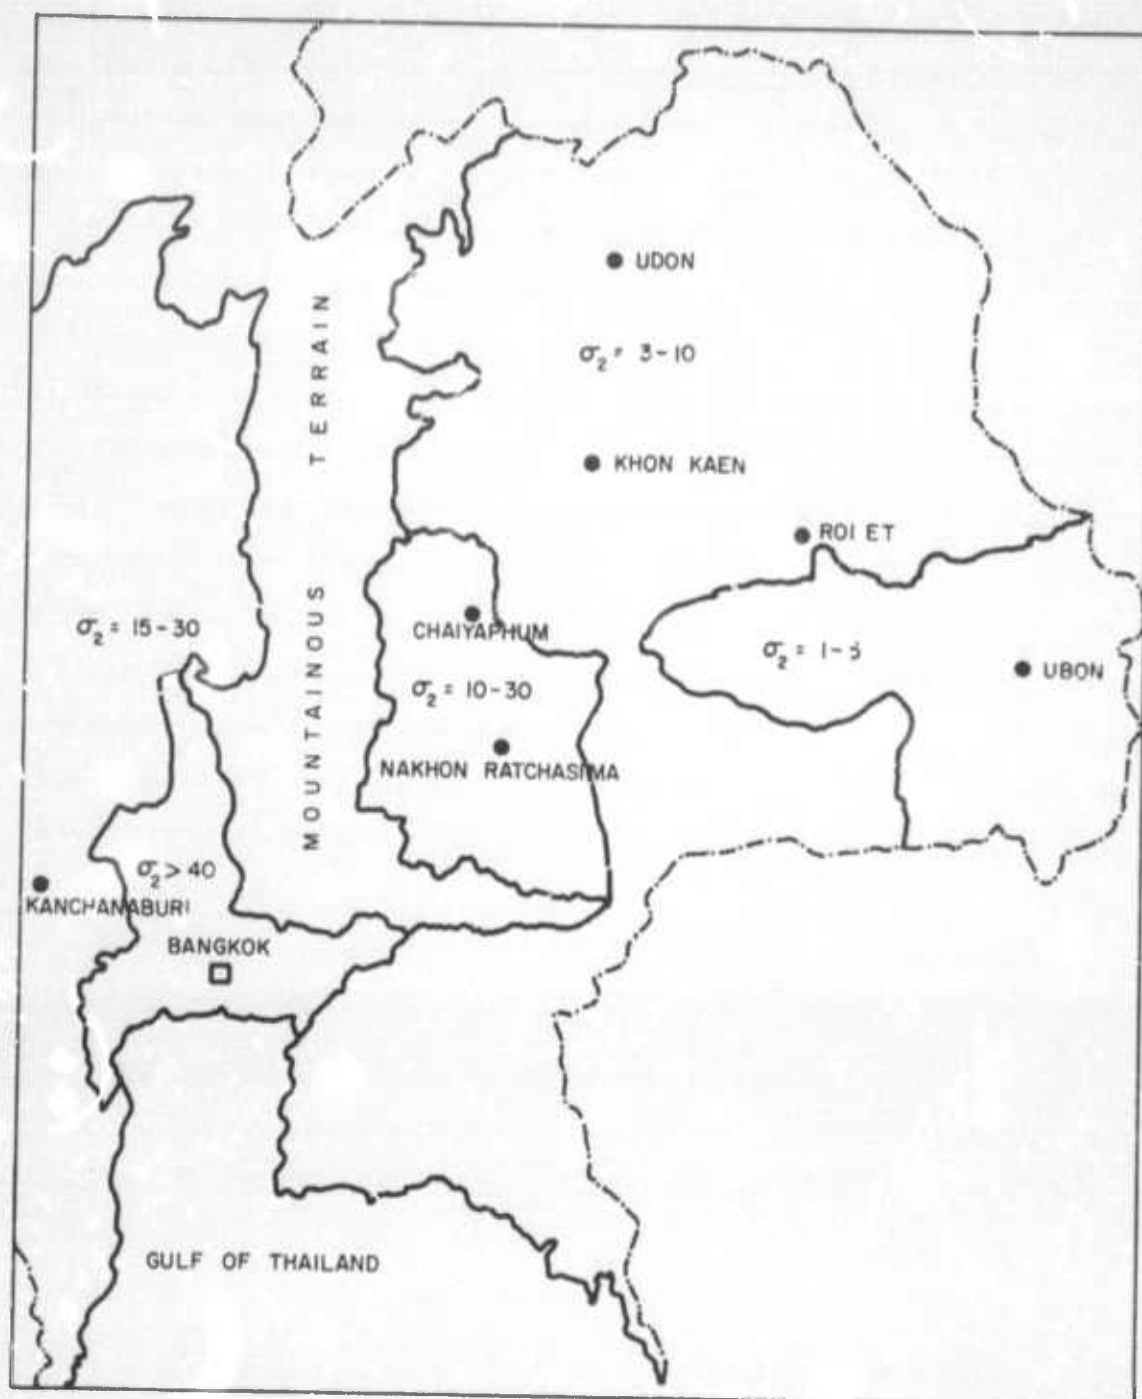 UDON
σ₂ = 3-10
MOUNTAINOUS TERRAIN
KHON KAEN
ROI ET
σ₂ = 15-30
CHAIYAPHUM
σ₂ = 1-3
UBON
σ₂ = 10-30
NAKHON RATCHASIMA
σ₂ > 40
KANCHANABURI
BANGKOK
GULF OF THAILAND